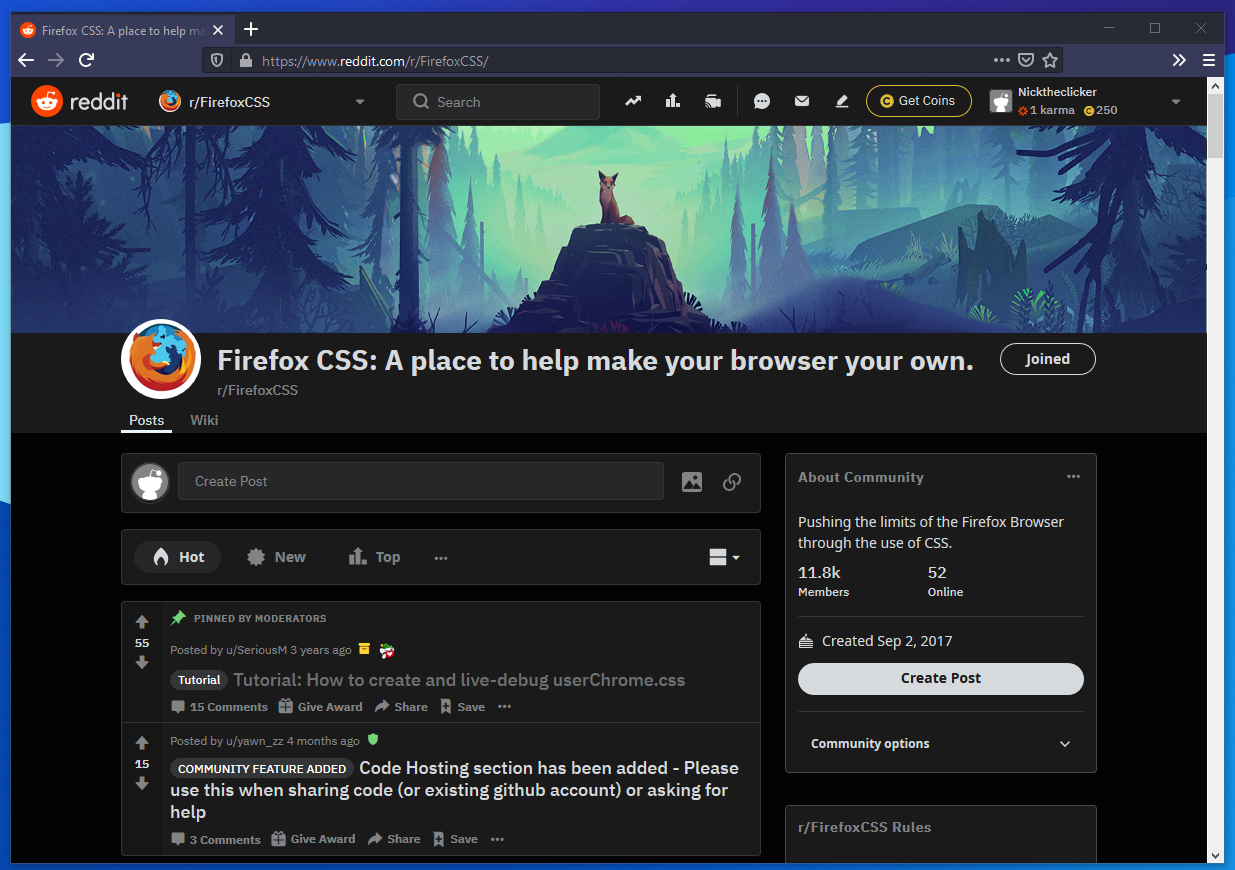 Firefox CSS: A place to help ma
https://www.reddit.com/r/FirefoxCSS/
reddit
r/FirefoxCSS
Search
Get Coins
Nicktheclicker
1 karma 250
Firefox CSS: A place to help make your browser your own.
Joined
r/FirefoxCSS
Posts Wiki
Create Post
Hot New Top
PINNED BY MODERATORS
55
Posted by u/SeriousM 3 years ago
Tutorial Tutorial: How to create and live-debug userChrome.css
15 Comments Give Award Share Save
Posted by u/yawn_zz 4 months ago
15
COMMUNITY FEATURE ADDED Code Hosting section has been added - Please
use this when sharing code (or existing github account) or asking for
help
3 Comments Give Award Share Save
About Community
Pushing the limits of the Firefox Browser
through the use of CSS.
11.8k 52
Members Online
Created Sep 2, 2017
Create Post
Community options
r/FirefoxCSS Rules